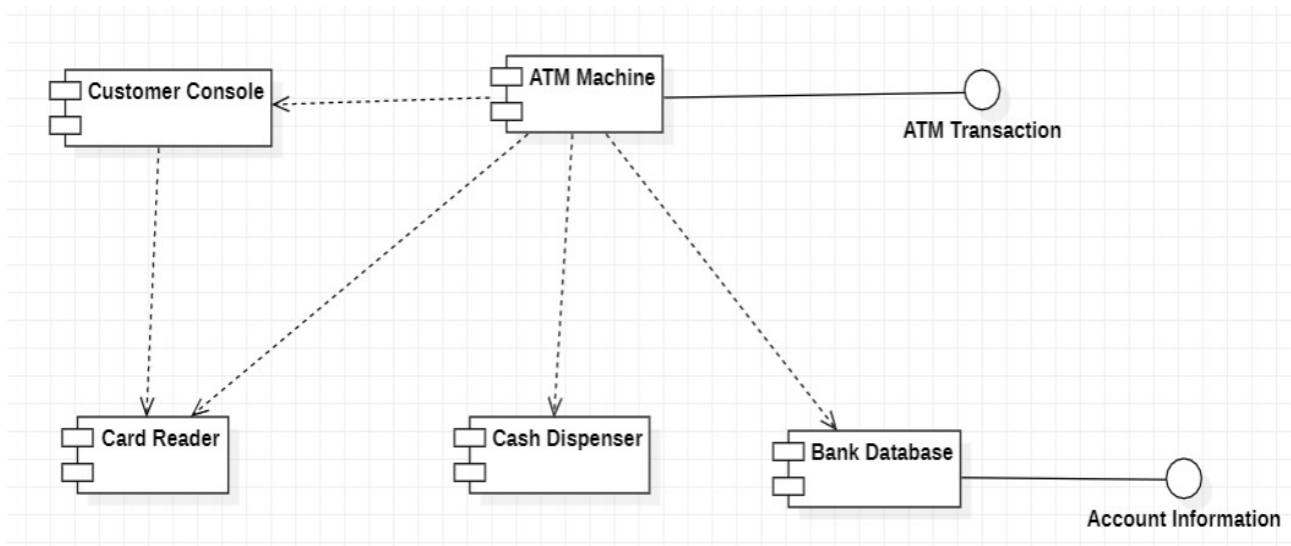 Customer Console
ATM Machine
ATM Transaction
Card Reader
Cash Dispenser
Bank Database
Account Information